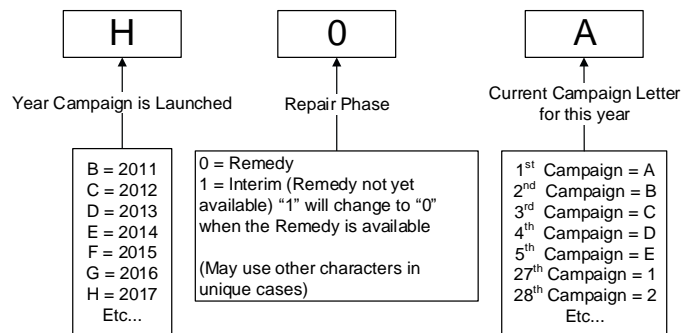 H
0
A
Year Campaign is Launched
Repair Phase
Current Campaign Letter
for this year
B = 2011
C = 2012
D = 2013
E = 2014
F = 2015
G = 2016
H = 2017
Etc...
0 = Remedy
1 = Interim (Remedy not yet
available) “1” will change to “0”
when the Remedy is available
(May use other characters in
unique cases)
1st Campaign = A
2nd Campaign = B
3rd Campaign = C
4th Campaign = D
5th Campaign = E
27th Campaign = 1
28th Campaign = 2
Etc...